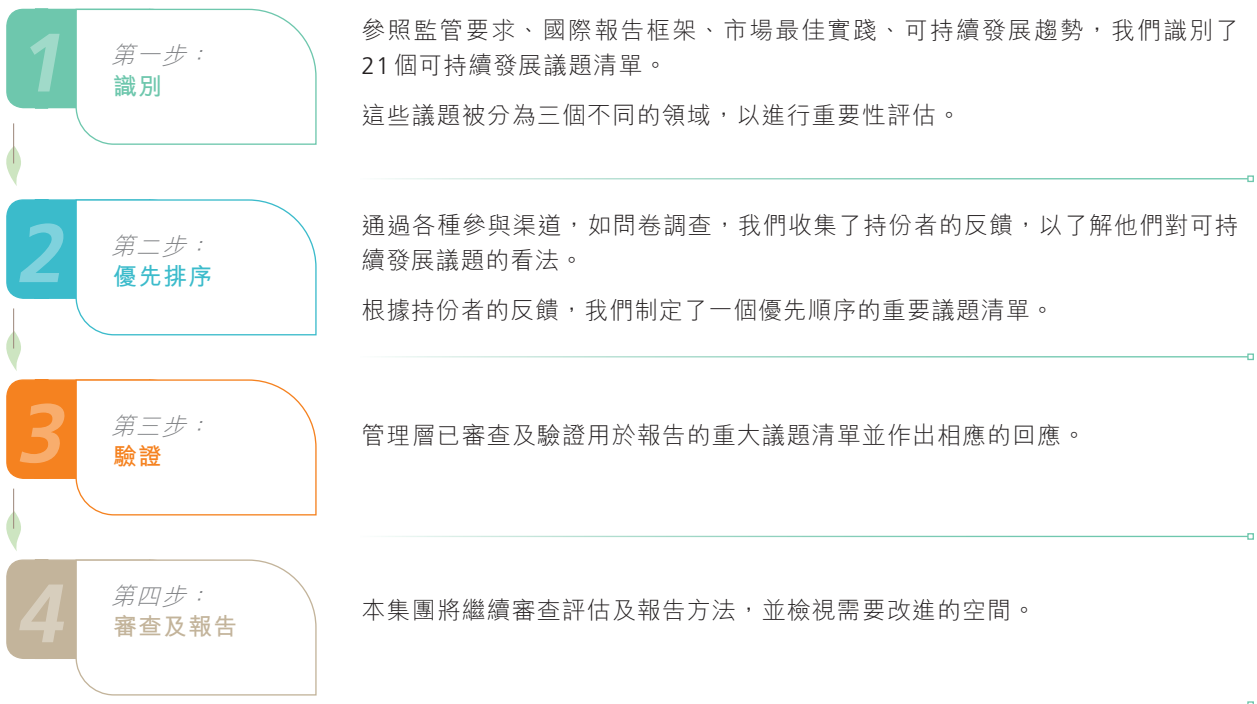 1
第一步：
識別
參照監管要求、國際報告框架、市場最佳實踐、可持續發展趨勢，我們識別了
21個可持續發展議題清單。
這些議題被分為三個不同的領域，以進行重要性評估。
2
第二步：
優先排序
通過各種參與渠道，如問卷調查，我們收集了持份者的反饋，以了解他們對可持
續發展議題的看法。
根據持份者的反饋，我們制定了一個優先順序的重要議題清單。
3
第三步：
驗證
管理層已審查及驗證用於報告的重大議題清單並作出相應的回應。
4
第四步：
審查及報告
本集團將繼續審查評估及報告方法，並檢視需要改進的空間。